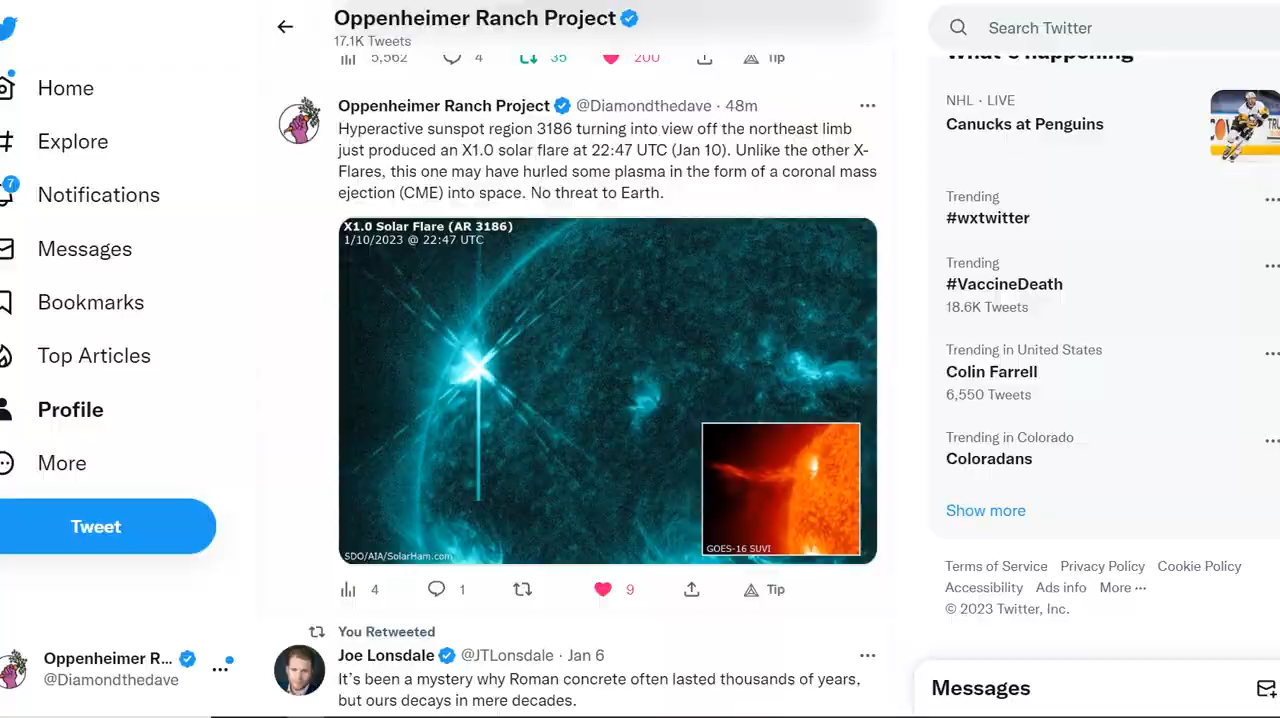 Home
Explore
7
Notifications
Messages
Bookmarks
Top Articles
Profile
More
Tweet
Oppenheimer R...
@Diamondthedave
Oppenheimer Ranch Project
17.1K Tweets
5,562 4 35 200 Tip
Oppenheimer Ranch Project @Diamondthedave · 48m
Hyperactive sunspot region 3186 turning into view off the northeast limb
just produced an X1.0 solar flare at 22:47 UTC (Jan 10). Unlike the other X-
Flares, this one may have hurled some plasma in the form of a coronal mass
ejection (CME) into space. No threat to Earth.
X1.0 Solar Flare (AR 3186)
1/10/2023 @ 22:47 UTC
GOES-16 SUVI
SDO/AIA/SolarHam.com
4 1 9 Tip
You Retweeted
Joe Lonsdale @JTLonsdale · Jan 6
It's been a mystery why Roman concrete often lasted thousands of years,
but ours decays in mere decades.
Search Twitter
What's happening
NHL · LIVE
Canucks at Penguins
Trending
#wxtwitter
Trending
#VaccineDeath
18.6K Tweets
Trending in United States
Colin Farrell
6,550 Tweets
Trending in Colorado
Coloradans
Show more
Terms of Service Privacy Policy Cookie Policy
Accessibility Ads info More ···
© 2023 Twitter, Inc.
Messages